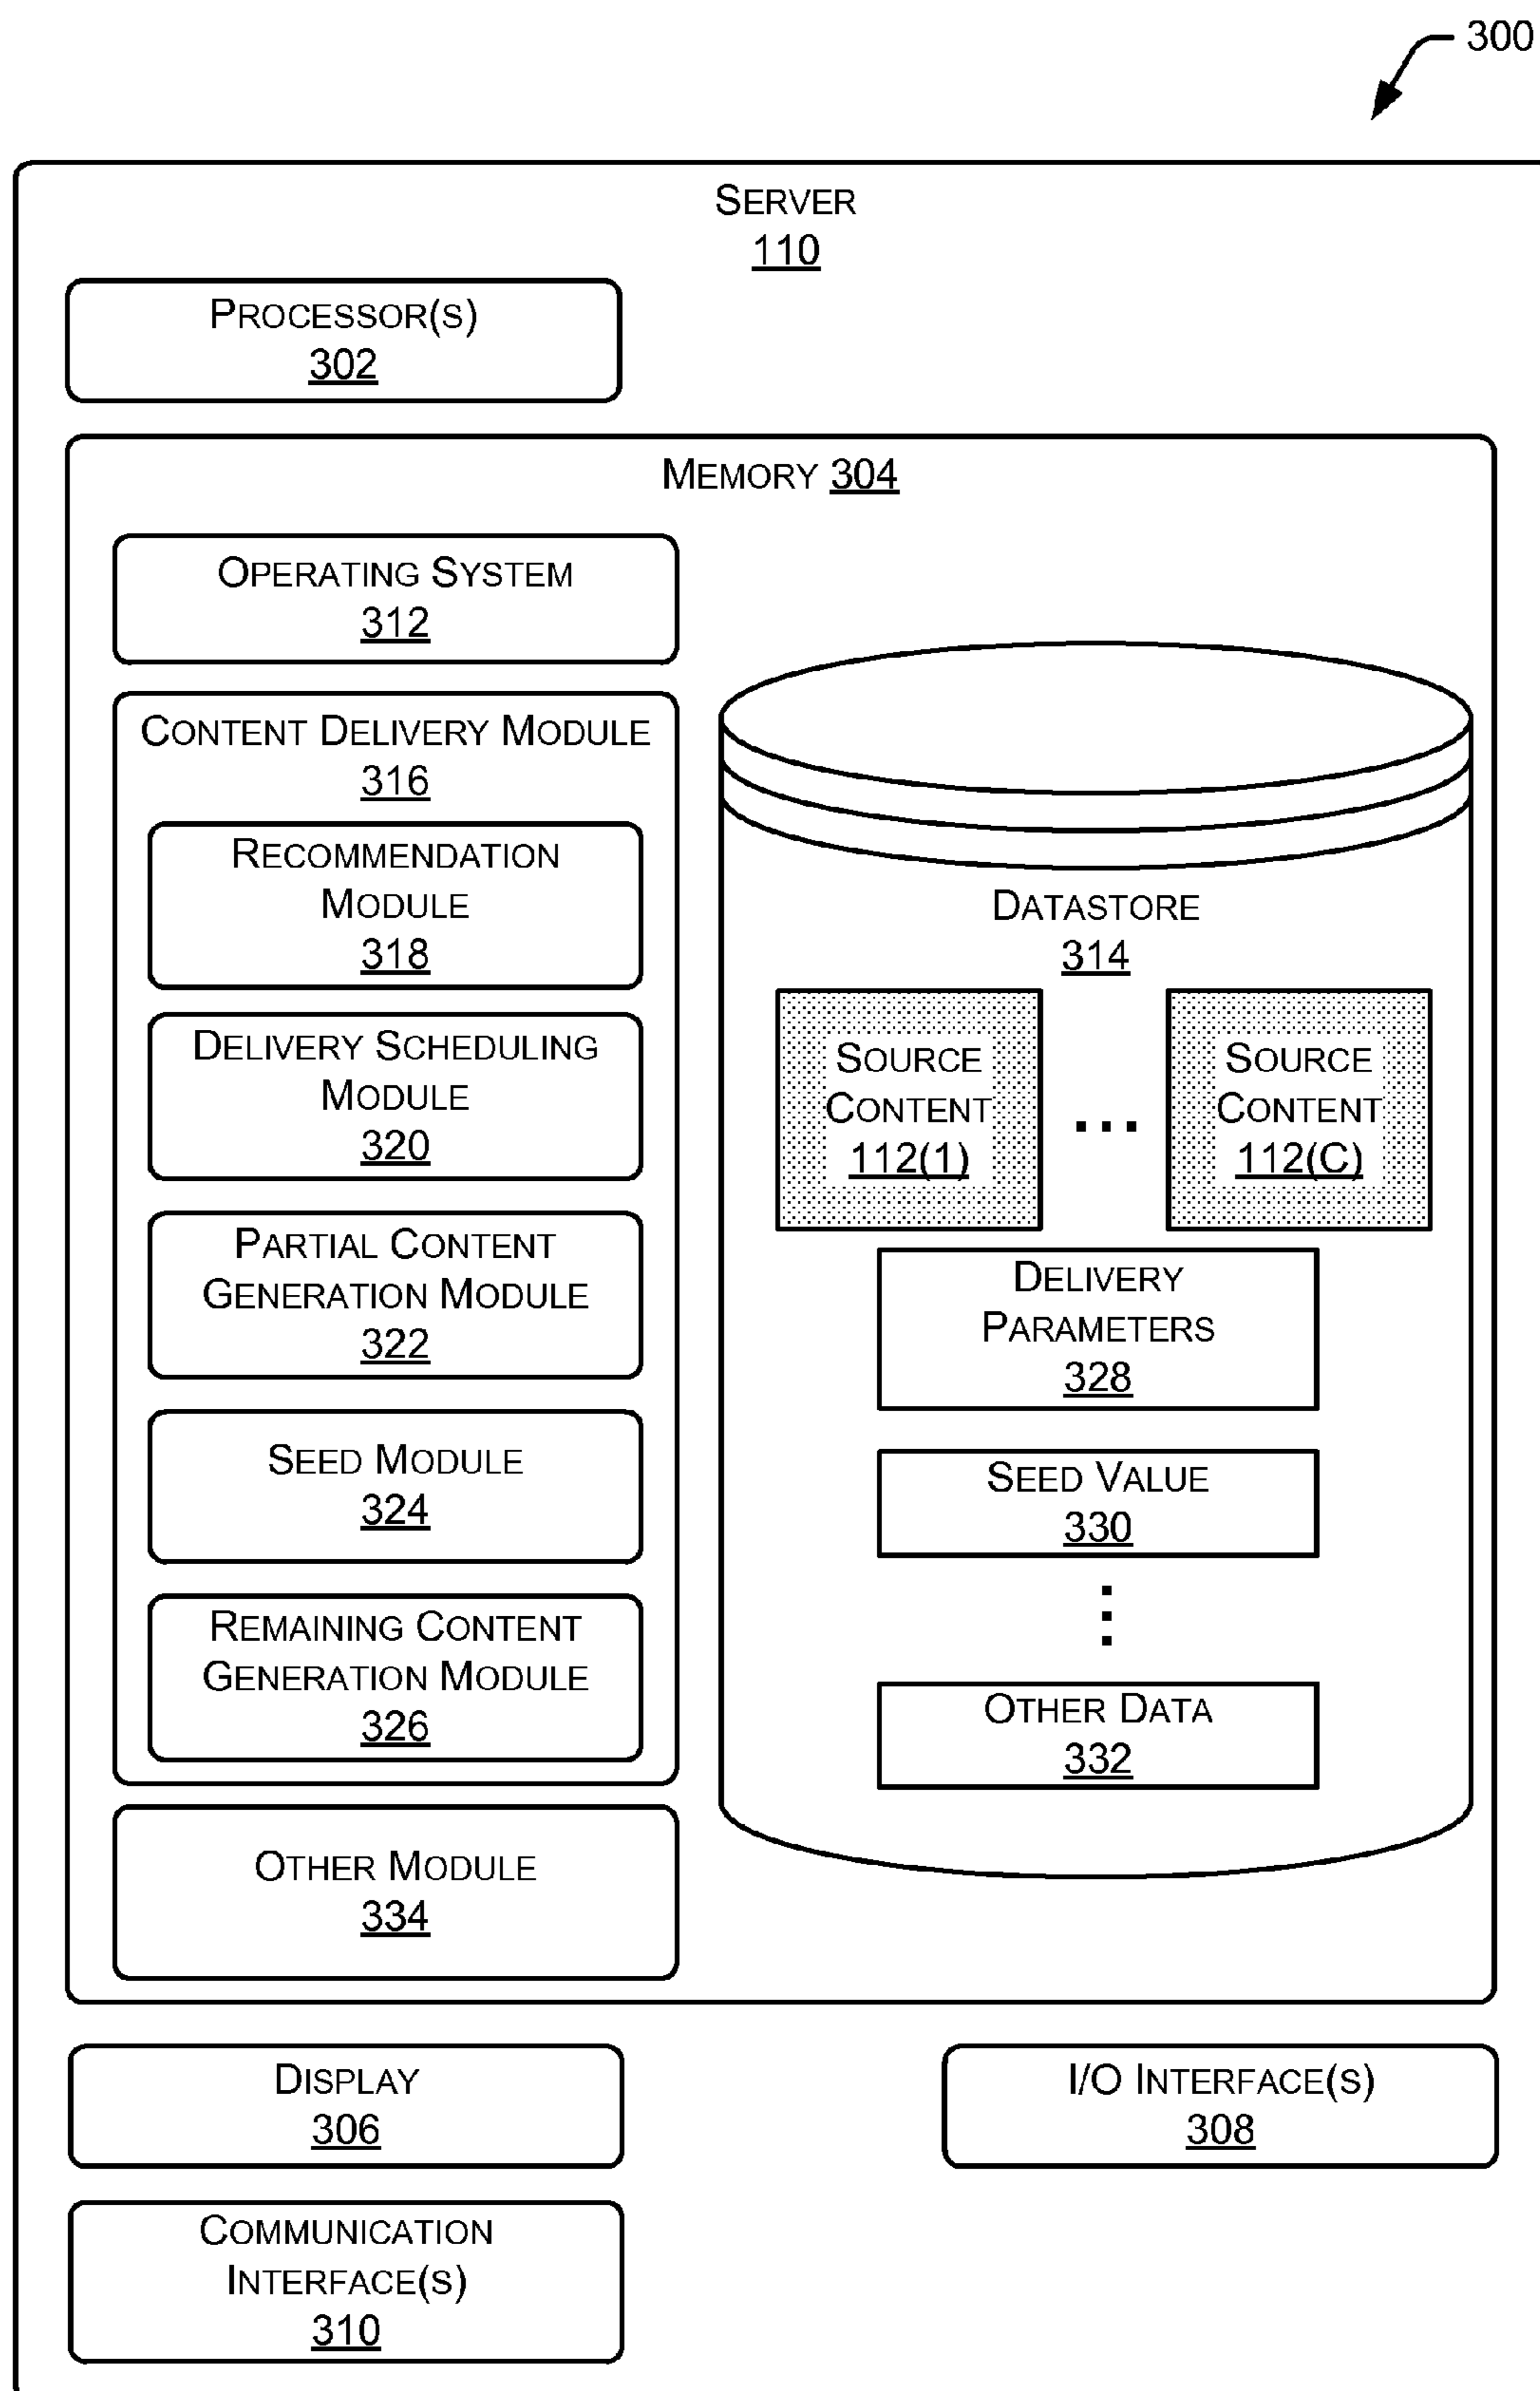 300
SERVER
110
PROCESSOR(S)
302
MEMORY 304
OPERATING SYSTEM
312
CONTENT DELIVERY MODULE
316
RECOMMENDATION
MODULE
318
DELIVERY SCHEDULING
MODULE
320
PARTIAL CONTENT
GENERATION MODULE
322
SEED MODULE
324
REMAINING CONTENT
GENERATION MODULE
326
OTHER MODULE
334
DATASTORE
314
SOURCE
CONTENT
112(1)
...
SOURCE
CONTENT
112(C)
DELIVERY
PARAMETERS
328
SEED VALUE
330
OTHER DATA
332
DISPLAY
306
I/O INTERFACE(S)
308
COMMUNICATION
INTERFACE(S)
310